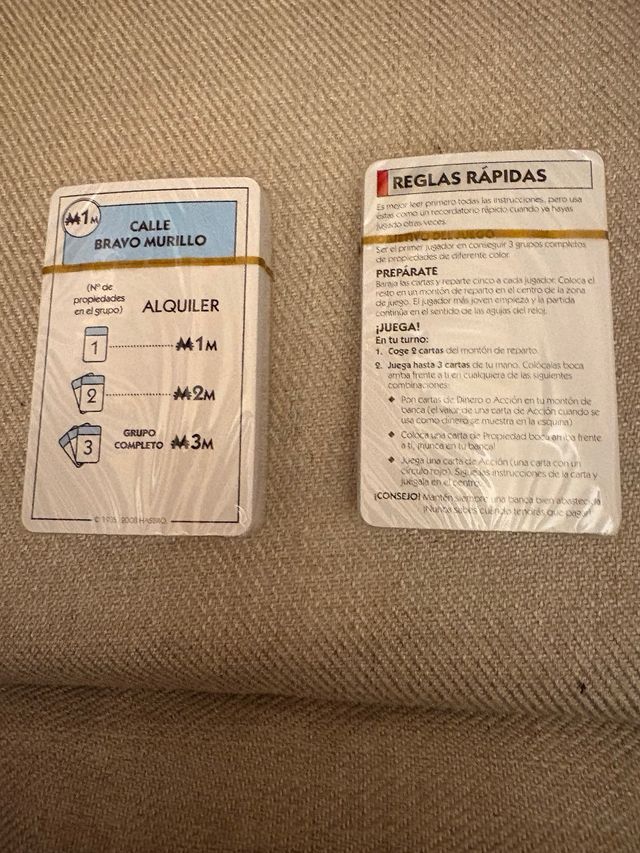 ₩1M
CALLE
BRAVO MURILLO
(Nº de
propiedades
en el grupo)
ALQUILER
1 ₩1M
2 ₩2M
3 GRUPO
COMPLETO ₩3M
© 1935, 2008 HASBRO.
REGLAS RÁPIDAS
Es mejor leer primero todas las instrucciones, pero usa
éstas como un recordatorio rápido cuando ya hayas
jugado otras veces.
Ser el primer jugador en conseguir 3 grupos completos
de propiedades de diferente color.
PREPÁRATE
Baraja las cartas y reparte cinco a cada jugador. Coloca el
resto en un montón de reparto en el centro de la zona
de juego. El jugador más joven empieza y la partida
continúa en el sentido de las agujas del reloj.
¡JUEGA!
En tu turno:
1. Coge 2 cartas del montón de reparto.
2. Juega hasta 3 cartas de tu mano. Colócalas boca
arriba frente a ti en cualquiera de las siguientes
combinaciones:
◆ Pon cartas de Dinero o Acción en tu montón de
banca (el valor de una carta de Acción cuando se
usa como dinero se muestra en la esquina)
◆ Coloca una carta de Propiedad boca arriba frente
a ti, ¡nunca en tu banca!
◆ Juega una carta de Acción (una carta con un
círculo rojo). Sigue las instrucciones de la carta y
juégala en el centro.
¡CONSEJO! Mantén siempre una banca bien abastecida
¡Nunca sabes cuándo tendrás que pagar!